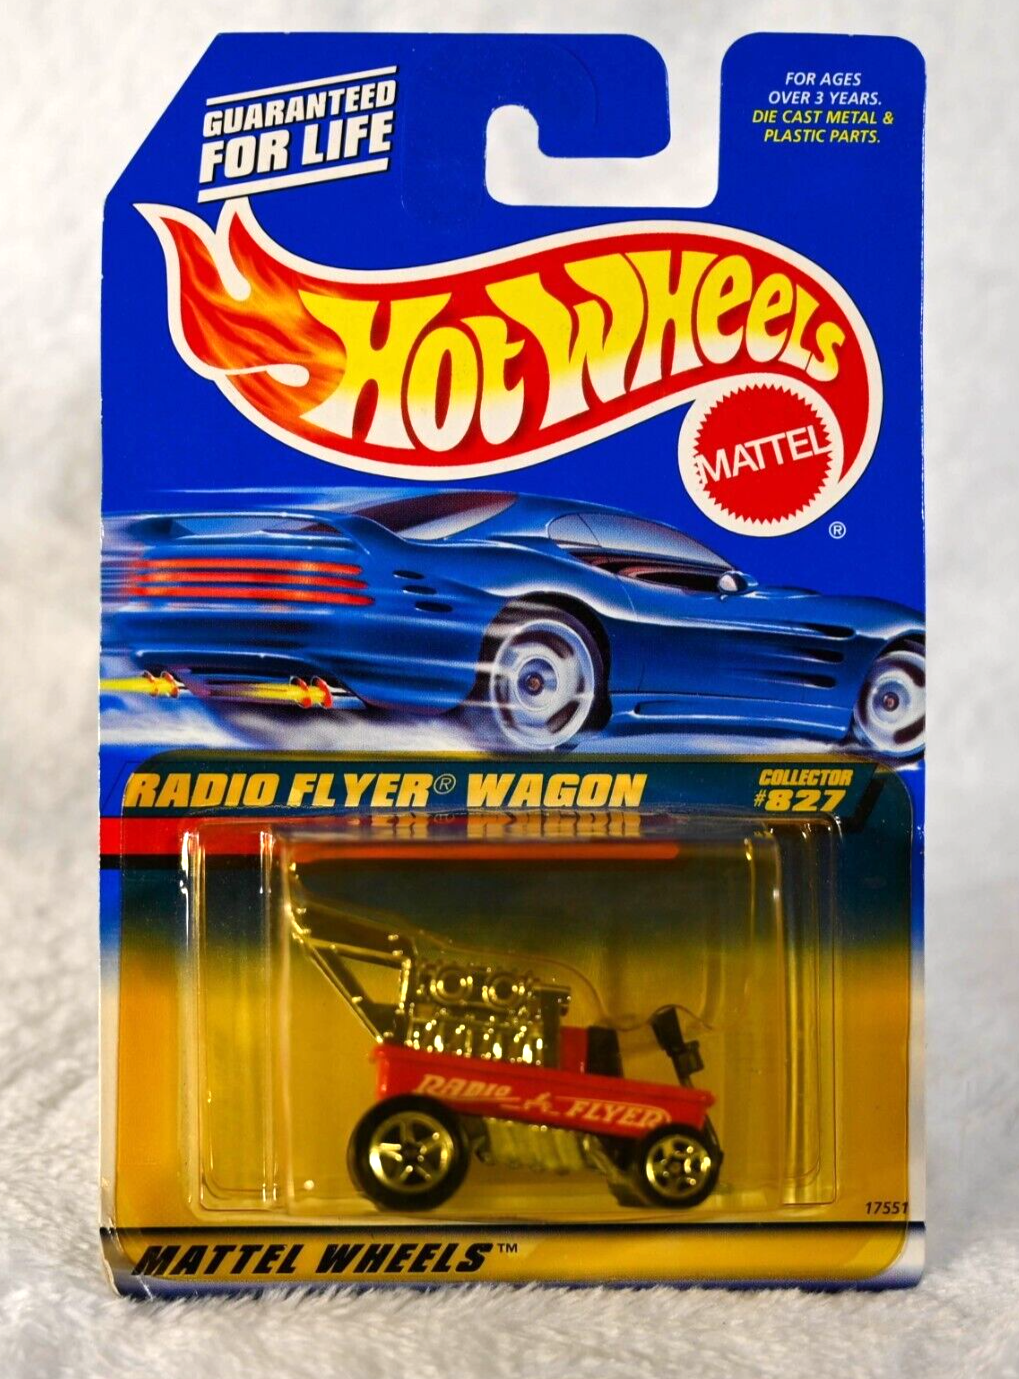 GUARANTEED
FOR LIFE
FOR AGES
OVER 3 YEARS.
DIE CAST METAL &
PLASTIC PARTS.
HOT WHEELS
MATTEL
®
RADIO FLYER® WAGON
COLLECTOR
#827
RADIO FLYER
17551
MATTEL WHEELS™